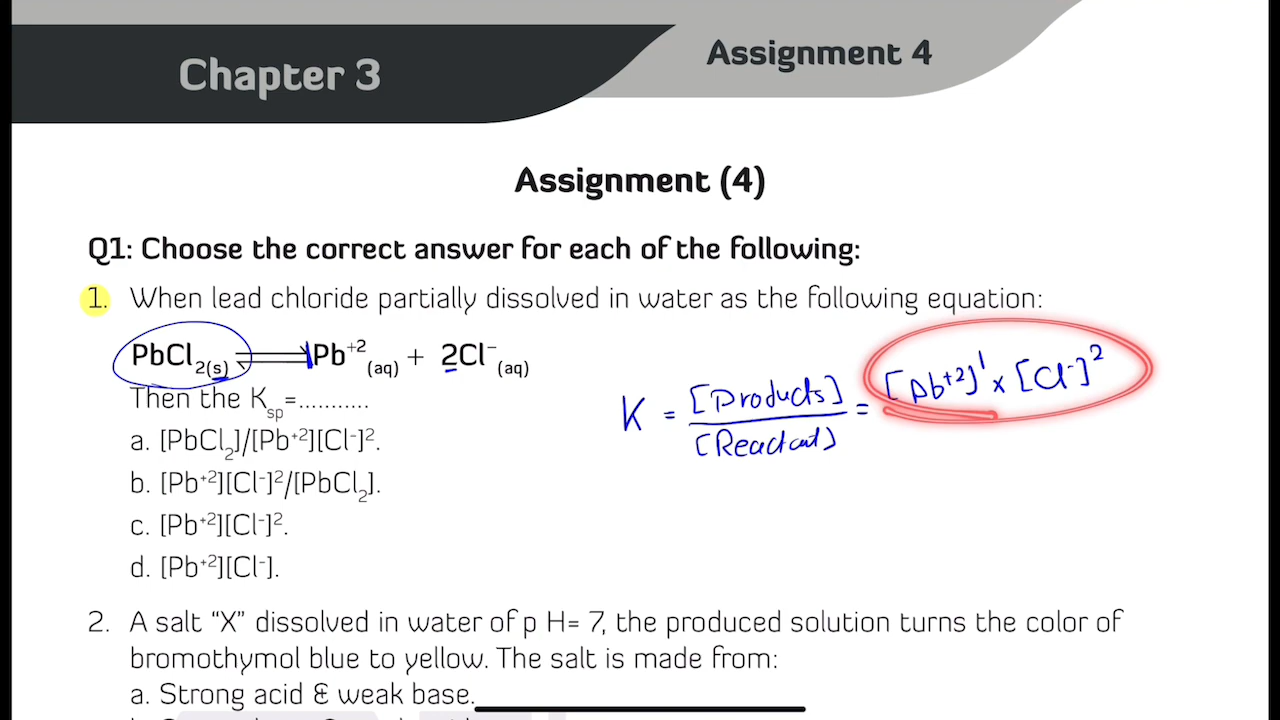 Chapter 3
Assignment 4
Assignment (4)
Q1: Choose the correct answer for each of the following:
1. When lead chloride partially dissolved in water as the following equation:
PbCl₂₍s₎ ⇌ 1Pb⁺²(aq) + 2Cl⁻(aq)
Then the Ksp=...........
K = [Products] / [Reactant] = [Pb⁺²]¹ × [Cl⁻]²
a. [PbCl₂]/[Pb⁺²][Cl⁻]².
b. [Pb⁺²][Cl⁻]²/[PbCl₂].
c. [Pb⁺²][Cl⁻]².
d. [Pb⁺²][Cl⁻].
2. A salt “X” dissolved in water of p H= 7, the produced solution turns the color of
bromothymol blue to yellow. The salt is made from:
a. Strong acid & weak base.